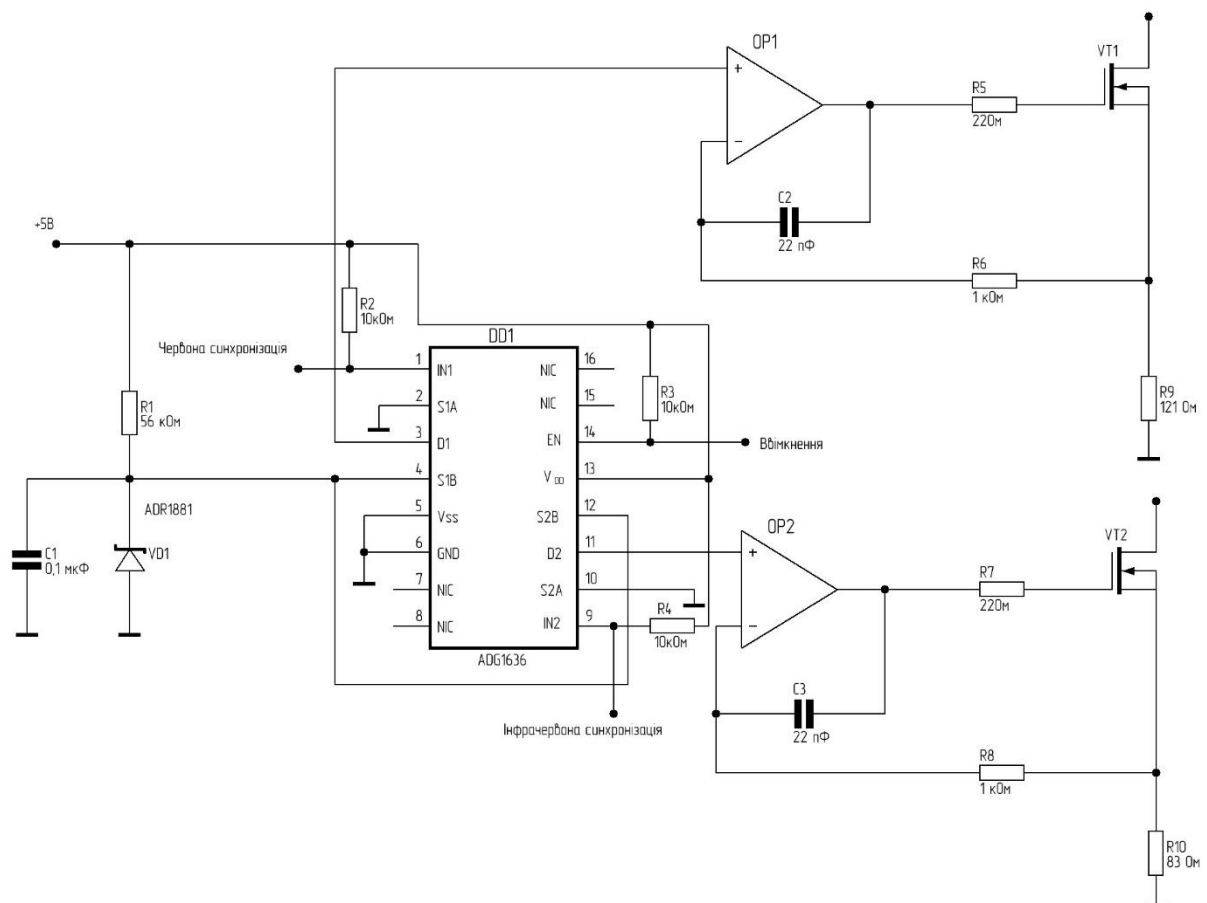 OP1
VT1
R5
220м
C2
22 пФ
+5В
R6
1 кОм
R2
10кОм
DD1
Червона синхронізація
R1
56 кОм
1
IN1
2
S1A
3
D1
4
S1B
5
Vss
6
GND
7
NIC
8
NIC
16
NIC
15
NIC
14
EN
13
VDD
12
S2B
11
D2
10
S2A
9
IN2
R3
10кОм
R9
121 Ом
Ввімкнення
ADR1881
VD1
C1
0,1 мкФ
OP2
VT2
R7
220м
R4
10кОм
ADG1636
C3
22 пФ
Інфрачервона синхронізація
R8
1 кОм
R10
83 Ом